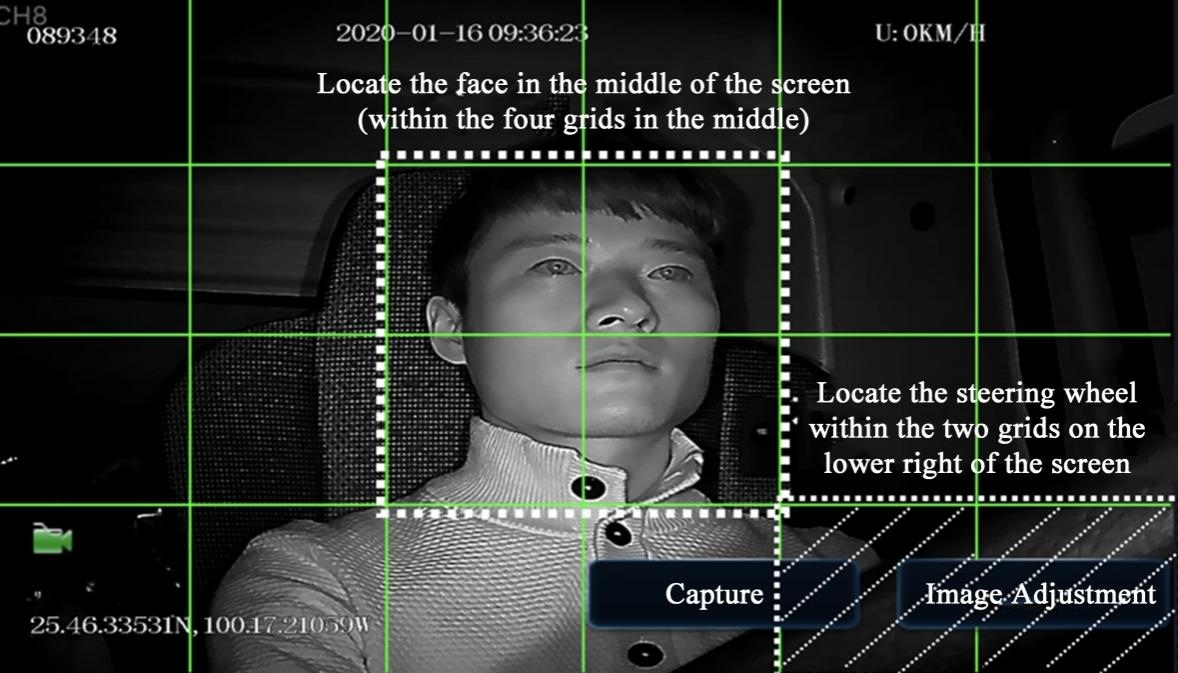 CH8
089348
2020-01-16 09:36:23
U: 0KM/H
Locate the face in the middle of the screen
(within the four grids in the middle)
Locate the steering wheel
within the two grids on the
lower right of the screen
Capture
Image Adjustment
25.46.33531N, 100.17.21059W